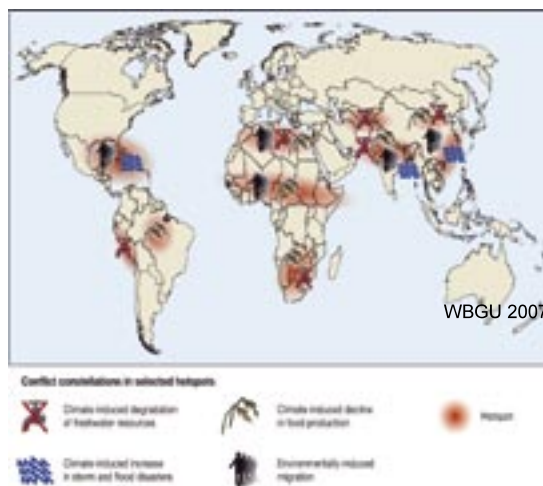 WBGU 2007
Conflict constellations in selected hotspots
Climate-induced degradation
of freshwater resources
Climate-induced decline
in food production
Hotspot
Climate-induced increase
in storm and flood disasters
Environmentally-induced
migration